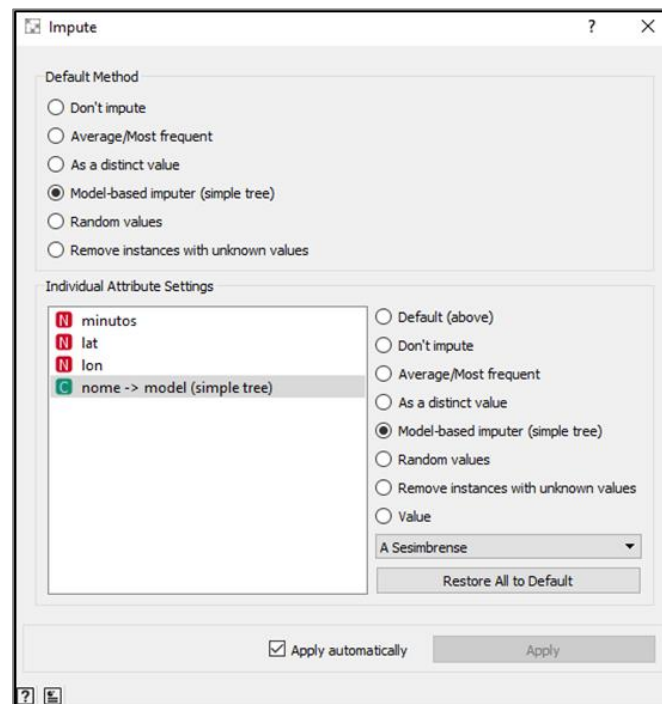 Impute
?
Default Method
Don't impute
Average/Most frequent
As a distinct value
Model-based imputer (simple tree)
Random values
Remove instances with unknown values
Individual Attribute Settings
N minutos
N lat
N lon
C nome -> model (simple tree)
Default (above)
Don't impute
Average/Most frequent
As a distinct value
Model-based imputer (simple tree)
Random values
Remove instances with unknown values
Value
A Sesimbrense
Restore All to Default
Apply automatically
Apply
?